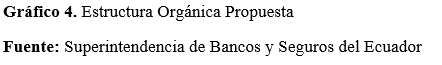 Gráfico 4. Estructura Orgánica Propuesta
Fuente: Superintendencia de Bancos y Seguros del Ecuador